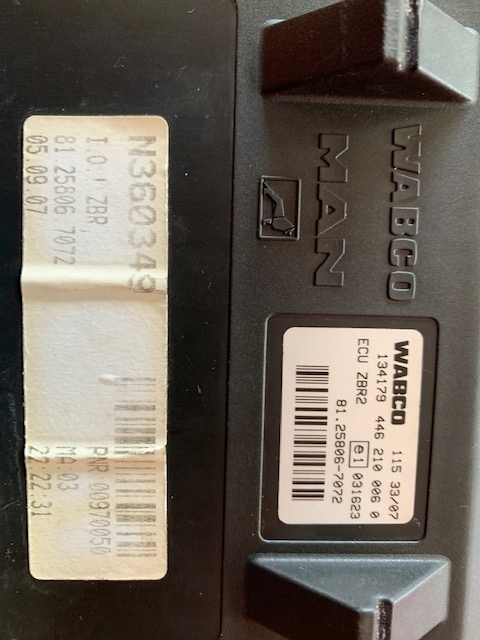 N360349
I.O.! ZBR
RNR 00970050
81 25806 7072
MA 03
05.09.07
22:22:31
WABCO
MAN
WABCO 115 33/07
134179 446 210 006 0
ECU ZBR2 e1 031623
81.25806-7072